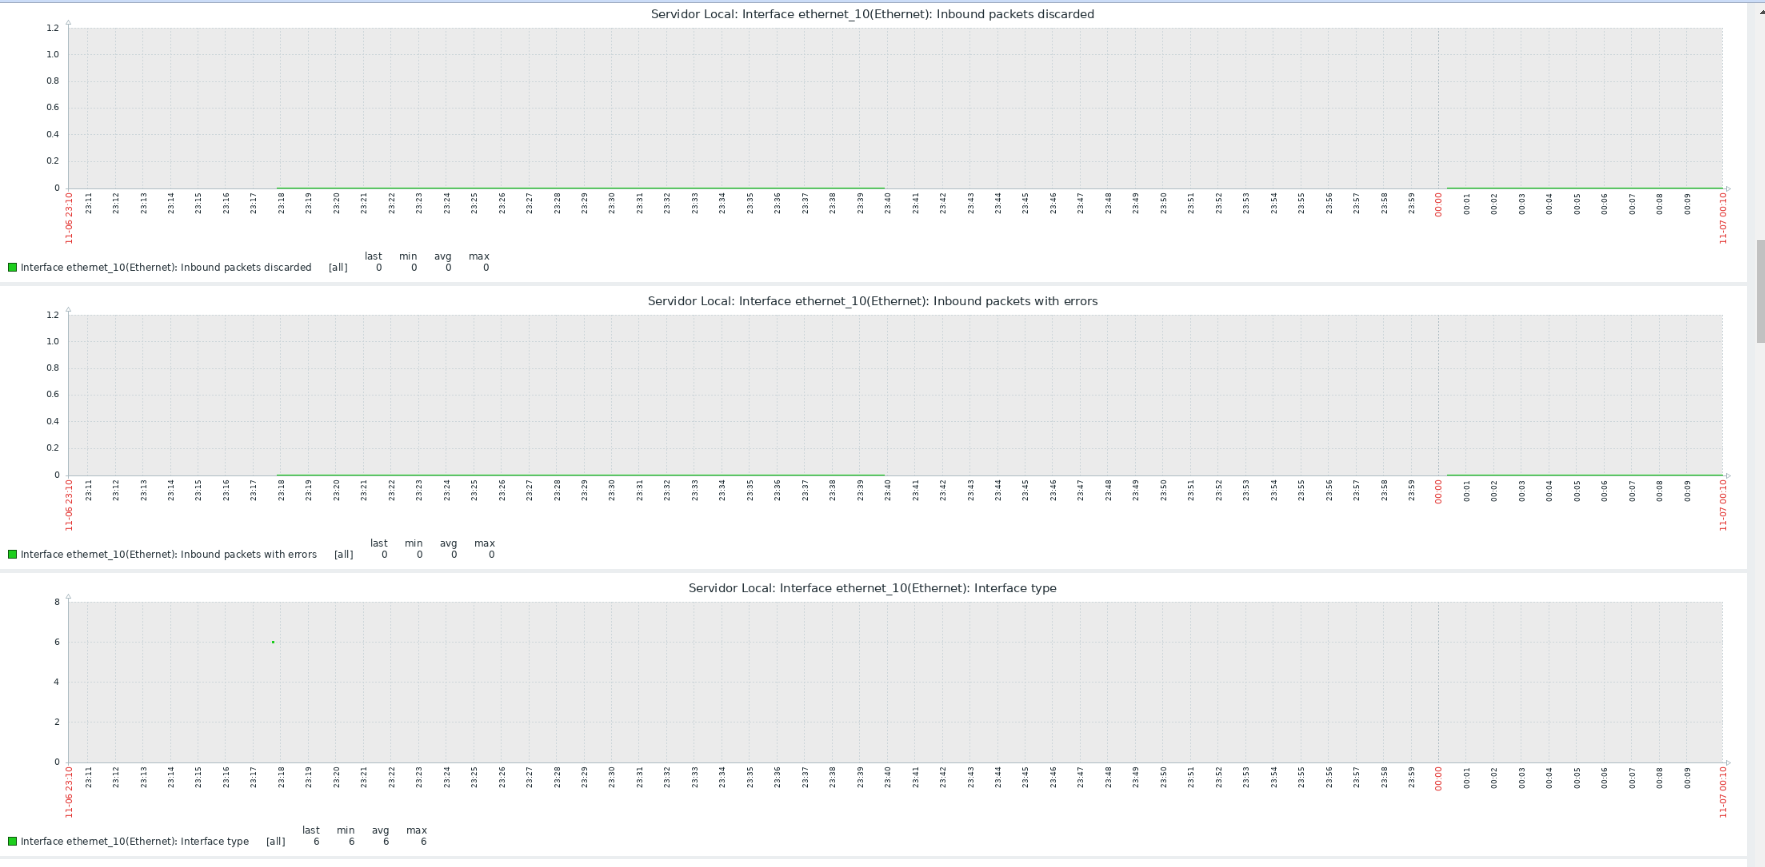 Servidor Local: Interface ethernet_10(Ethernet): Inbound packets discarded
1.2
1.0
0.8
0.6
0.4
0.2
0
11-06 23:10 23:11 23:12 23:13 23:14 23:15 23:16 23:17 23:18 23:19 23:20 23:21 23:22 23:23 23:24 23:25 23:26 23:27 23:28 23:29 23:30 23:31 23:32 23:33 23:34 23:35 23:36 23:37 23:38 23:39 23:40 23:41 23:42 23:43 23:44 23:45 23:46 23:47 23:48 23:49 23:50 23:51 23:52 23:53 23:54 23:55 23:56 23:57 23:58 23:59 00:00 00:01 00:02 00:03 00:04 00:05 00:06 00:07 00:08 00:09 11-07 00:10
last min avg max
Interface ethernet_10(Ethernet): Inbound packets discarded [all] 0 0 0 0
Servidor Local: Interface ethernet_10(Ethernet): Inbound packets with errors
1.2
1.0
0.8
0.6
0.4
0.2
0
11-06 23:10 23:11 23:12 23:13 23:14 23:15 23:16 23:17 23:18 23:19 23:20 23:21 23:22 23:23 23:24 23:25 23:26 23:27 23:28 23:29 23:30 23:31 23:32 23:33 23:34 23:35 23:36 23:37 23:38 23:39 23:40 23:41 23:42 23:43 23:44 23:45 23:46 23:47 23:48 23:49 23:50 23:51 23:52 23:53 23:54 23:55 23:56 23:57 23:58 23:59 00:00 00:01 00:02 00:03 00:04 00:05 00:06 00:07 00:08 00:09 11-07 00:10
last min avg max
Interface ethernet_10(Ethernet): Inbound packets with errors [all] 0 0 0 0
Servidor Local: Interface ethernet_10(Ethernet): Interface type
8
6
4
2
0
11-06 23:10 23:11 23:12 23:13 23:14 23:15 23:16 23:17 23:18 23:19 23:20 23:21 23:22 23:23 23:24 23:25 23:26 23:27 23:28 23:29 23:30 23:31 23:32 23:33 23:34 23:35 23:36 23:37 23:38 23:39 23:40 23:41 23:42 23:43 23:44 23:45 23:46 23:47 23:48 23:49 23:50 23:51 23:52 23:53 23:54 23:55 23:56 23:57 23:58 23:59 00:00 00:01 00:02 00:03 00:04 00:05 00:06 00:07 00:08 00:09 11-07 00:10
last min avg max
Interface ethernet_10(Ethernet): Interface type [all] 6 6 6 6